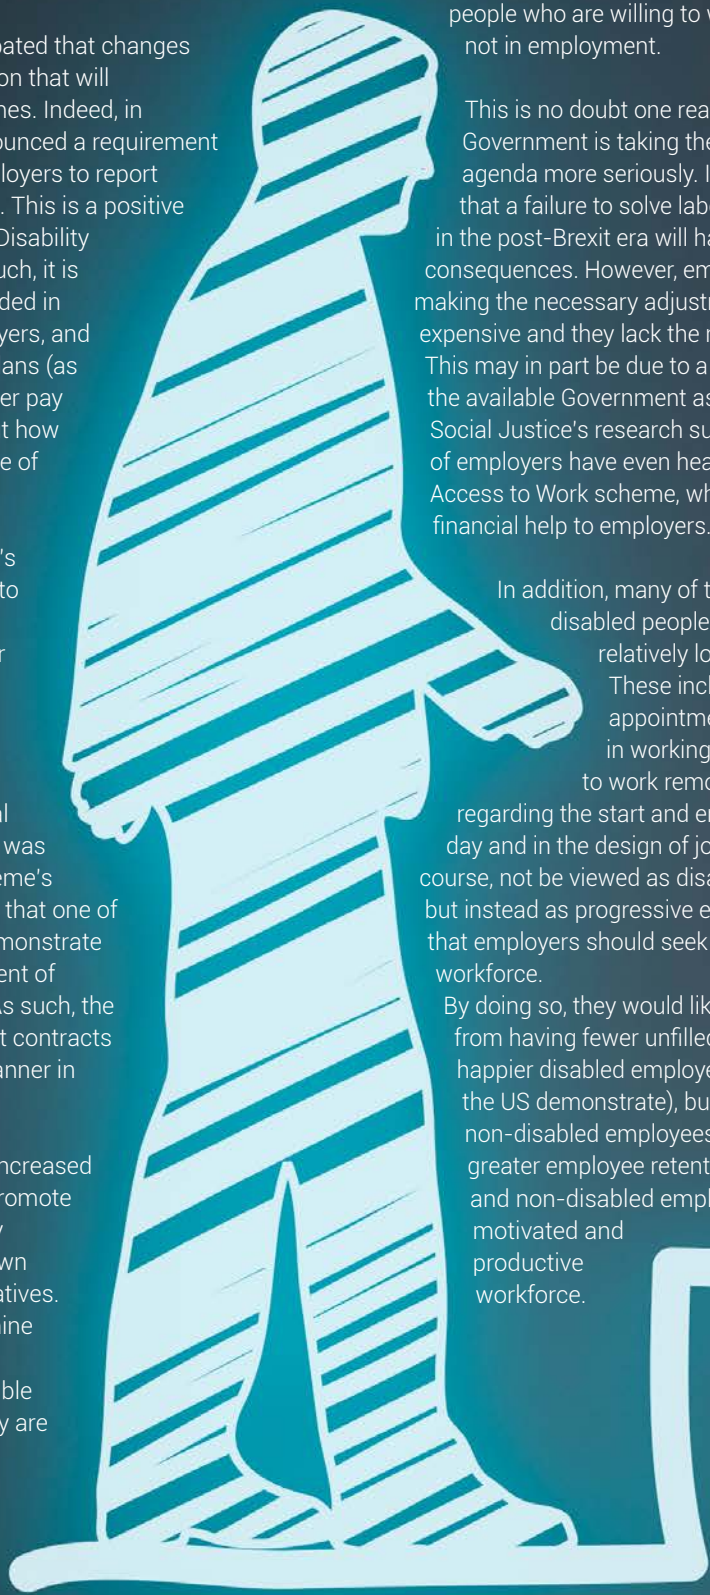 pated that changes
on that will
nes. Indeed, in
ounced a requirement
loyers to report
. This is a positive
Disability
uch, it is
ded in
yers, and
ans (as
er pay
t how
e of
's
to
r
al
was
eme's
that one of
monstrate
ent of
As such, the
t contracts
anner in
ncreased
romote
y
wn
atives.
nine
ble
y are
people who are willing to w
not in employment.
This is no doubt one rea
Government is taking the
agenda more seriously. I
that a failure to solve lab
in the post-Brexit era will ha
consequences. However, em
making the necessary adjustr
expensive and they lack the r
This may in part be due to a
the available Government as
Social Justice's research su
of employers have even hea
Access to Work scheme, wh
financial help to employers.
In addition, many of t
disabled people
relatively lo
These incl
appointme
in working
to work remo
regarding the start and er
day and in the design of jo
course, not be viewed as disa
but instead as progressive e
that employers should seek
workforce.
By doing so, they would lik
from having fewer unfilled
happier disabled employe
the US demonstrate), bu
non-disabled employees
greater employee retent
and non-disabled empl
motivated and
productive
workforce.